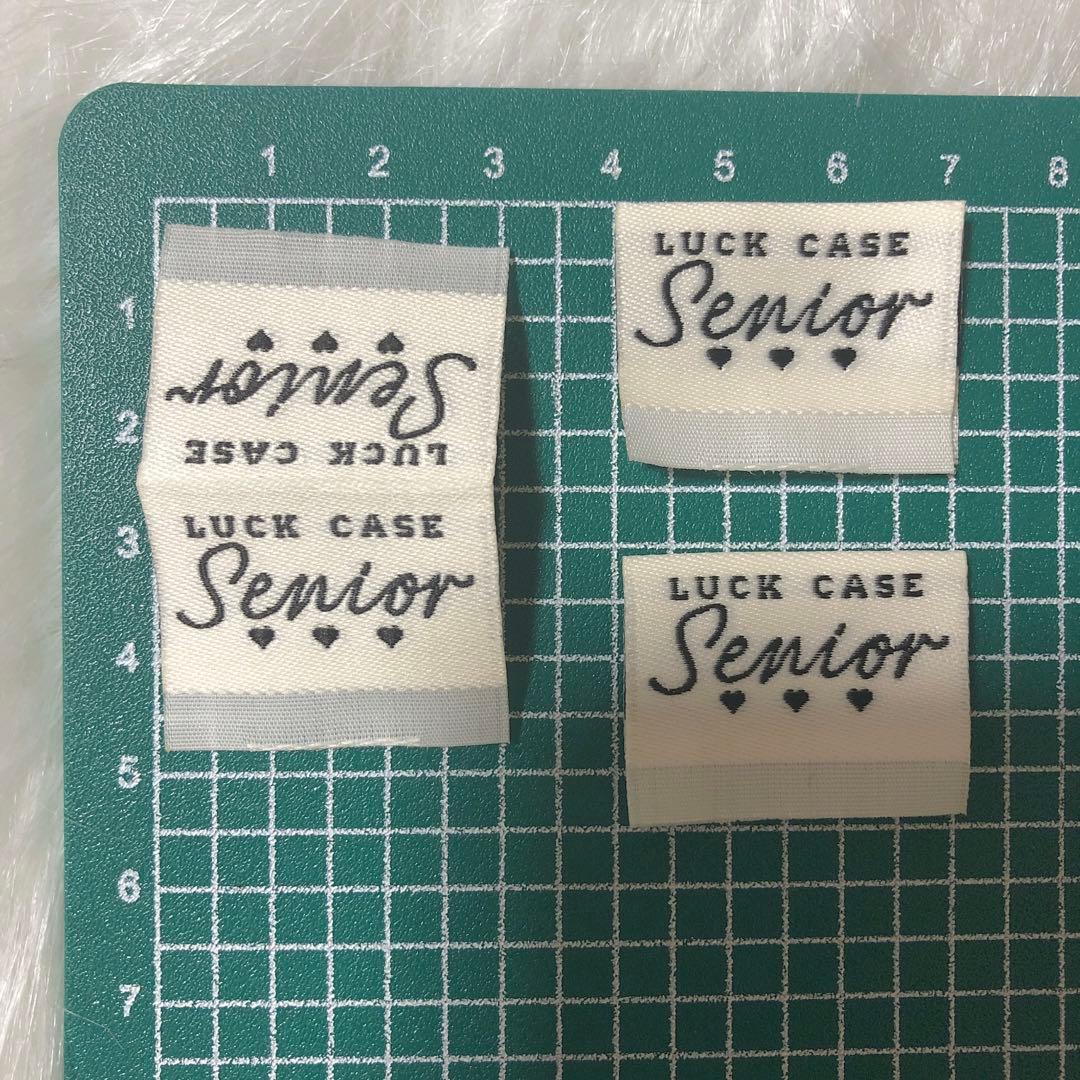 1 2 3 4 5 6 7 8
1
2
3
4
5
6
7
Senior
LUCK CASE
LUCK CASE
Senior
LUCK CASE
Senior
LUCK CASE
Senior